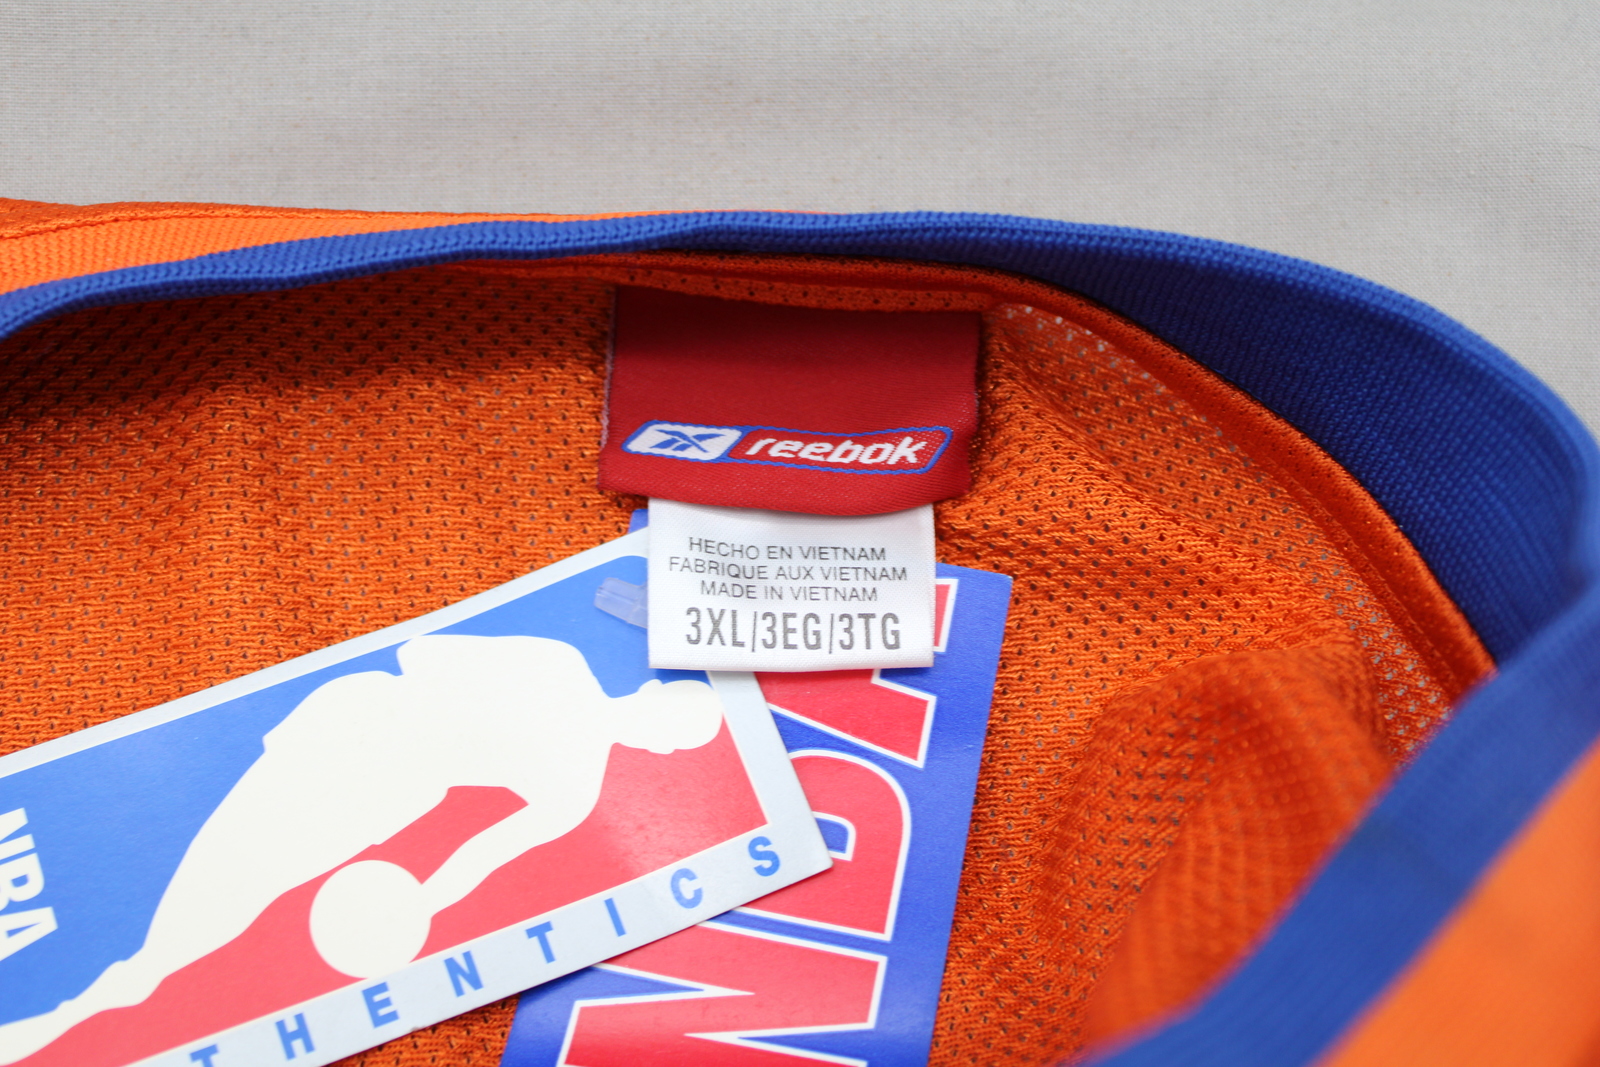 reebok
HECHO EN VIETNAM
FABRIQUE AUX VIETNAM
MADE IN VIETNAM
3XL/3EG/3TG
NBA
THENTICS